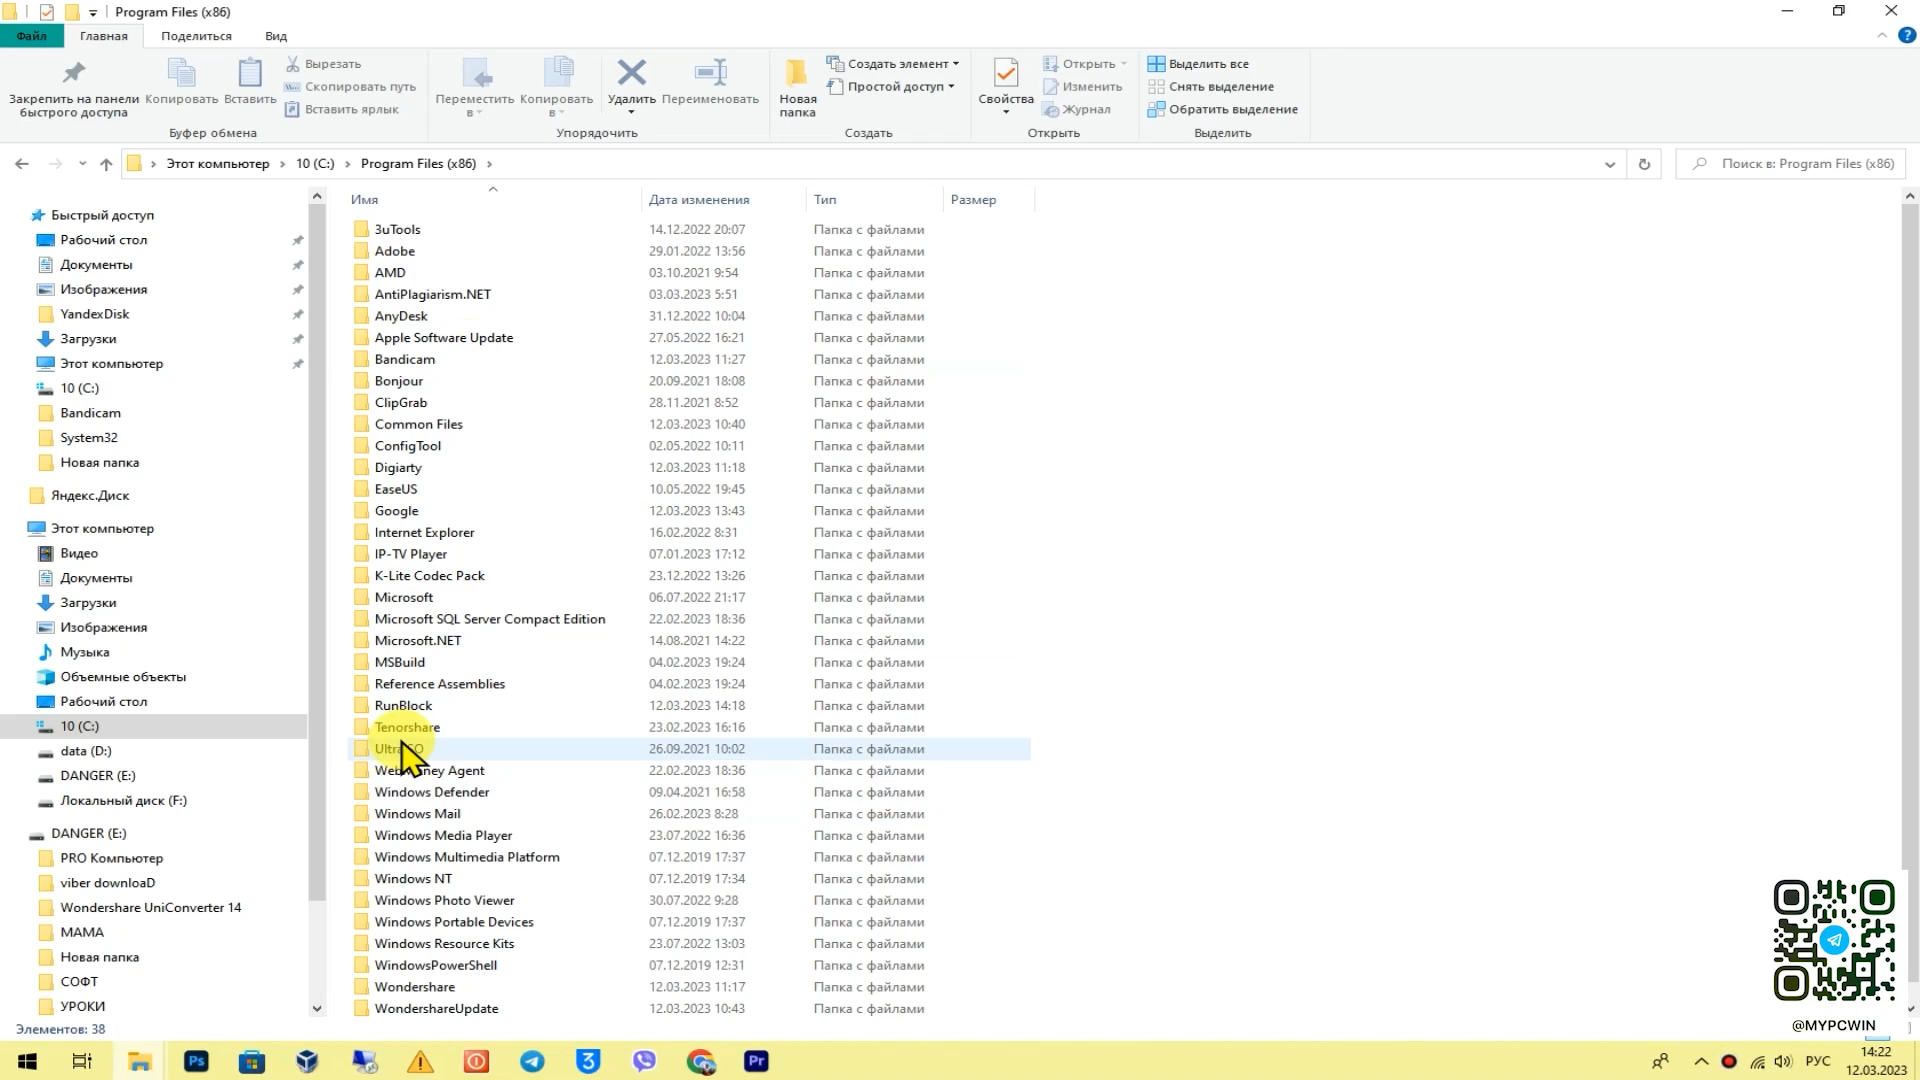 Program Files (x86)
Файл
Главная
Поделиться
Вид
Закрепить на панели быстрого доступа
Копировать
Вставить
Вырезать
Скопировать путь
Вставить ярлык
Буфер обмена
Переместить в
Копировать в
Удалить
Переименовать
Упорядочить
Новая папка
Создать элемент
Простой доступ
Создать
Свойства
Открыть
Изменить
Журнал
Открыть
Выделить все
Снять выделение
Обратить выделение
Выделить
Этот компьютер > 10 (C:) > Program Files (x86) >
Поиск в: Program Files (x86)
Быстрый доступ
Рабочий стол
Документы
Изображения
YandexDisk
Загрузки
Этот компьютер
10 (C:)
Bandicam
System32
Новая папка
Яндекс.Диск
Этот компьютер
Видео
Документы
Загрузки
Изображения
Музыка
Объемные объекты
Рабочий стол
10 (C:)
data (D:)
DANGER (E:)
Локальный диск (F:)
DANGER (E:)
PRO Компьютер
viber downloaD
Wondershare UniConverter 14
МАМА
Новая папка
СОФТ
УРОКИ
Имя Дата изменения Тип Размер
3uTools 14.12.2022 20:07 Папка с файлами
Adobe 29.01.2022 13:56 Папка с файлами
AMD 03.10.2021 9:54 Папка с файлами
AntiPlagiarism.NET 03.03.2023 5:51 Папка с файлами
AnyDesk 31.12.2022 10:04 Папка с файлами
Apple Software Update 27.05.2022 16:21 Папка с файлами
Bandicam 12.03.2023 11:27 Папка с файлами
Bonjour 20.09.2021 18:08 Папка с файлами
ClipGrab 28.11.2021 8:52 Папка с файлами
Common Files 12.03.2023 10:40 Папка с файлами
ConfigTool 02.05.2022 10:11 Папка с файлами
Digiarty 12.03.2023 11:18 Папка с файлами
EaseUS 10.05.2022 19:45 Папка с файлами
Google 12.03.2023 13:43 Папка с файлами
Internet Explorer 16.02.2022 8:31 Папка с файлами
IP-TV Player 07.01.2023 17:12 Папка с файлами
K-Lite Codec Pack 23.12.2022 13:26 Папка с файлами
Microsoft 06.07.2022 21:17 Папка с файлами
Microsoft SQL Server Compact Edition 22.02.2023 18:36 Папка с файлами
Microsoft.NET 14.08.2021 14:22 Папка с файлами
MSBuild 04.02.2023 19:24 Папка с файлами
Reference Assemblies 04.02.2023 19:24 Папка с файлами
RunBlock 12.03.2023 14:18 Папка с файлами
Tenorshare 23.02.2023 16:16 Папка с файлами
26.09.2021 10:02 Папка с файлами
Agent 22.02.2023 18:36 Папка с файлами
Windows Defender 09.04.2021 16:58 Папка с файлами
Windows Mail 26.02.2023 8:28 Папка с файлами
Windows Media Player 23.07.2022 16:36 Папка с файлами
Windows Multimedia Platform 07.12.2019 17:37 Папка с файлами
Windows NT 07.12.2019 17:34 Папка с файлами
Windows Photo Viewer 30.07.2022 9:28 Папка с файлами
Windows Portable Devices 07.12.2019 17:37 Папка с файлами
Windows Resource Kits 23.07.2022 13:03 Папка с файлами
WindowsPowerShell 07.12.2019 12:31 Папка с файлами
Wondershare 12.03.2023 11:17 Папка с файлами
WondershareUpdate 12.03.2023 10:43 Папка с файлами
@MYPCWIN
Элементов: 38
Ps
3
Pr
РУС
14:22
12.03.2023